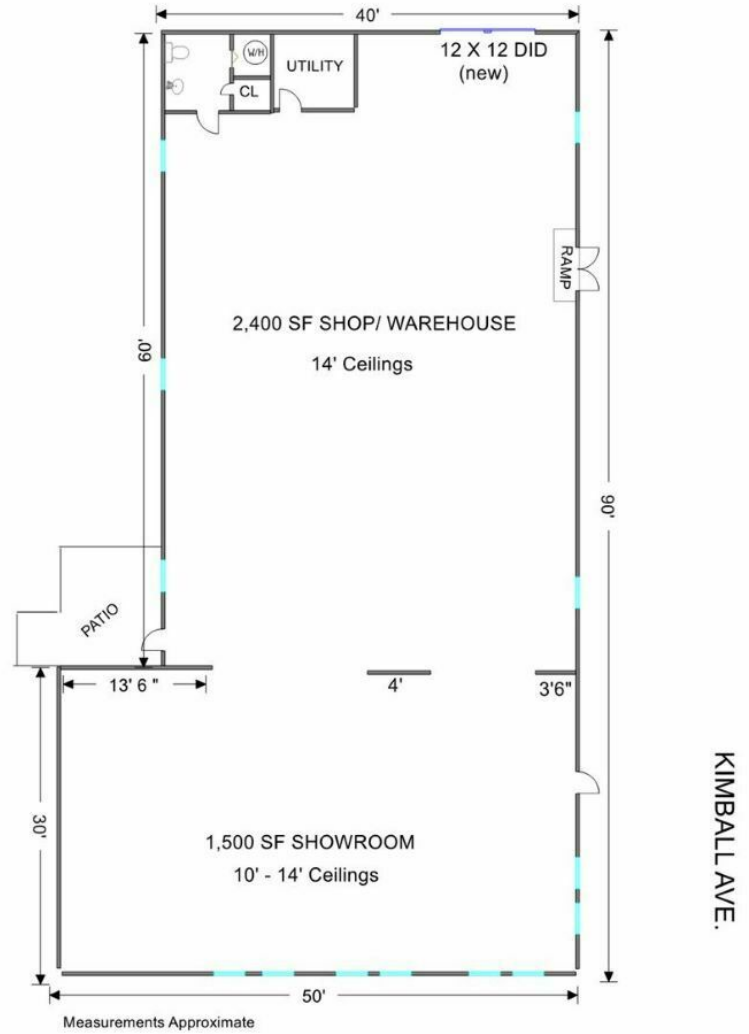 40'
W/H
UTILITY
CL
12 X 12 DID
(new)
RAMP
2,400 SF SHOP/ WAREHOUSE
14' Ceilings
60'
90'
PATIO
13' 6 "
4'
3'6"
KIMBALL AVE.
30'
1,500 SF SHOWROOM
10' - 14' Ceilings
50'
Measurements Approximate